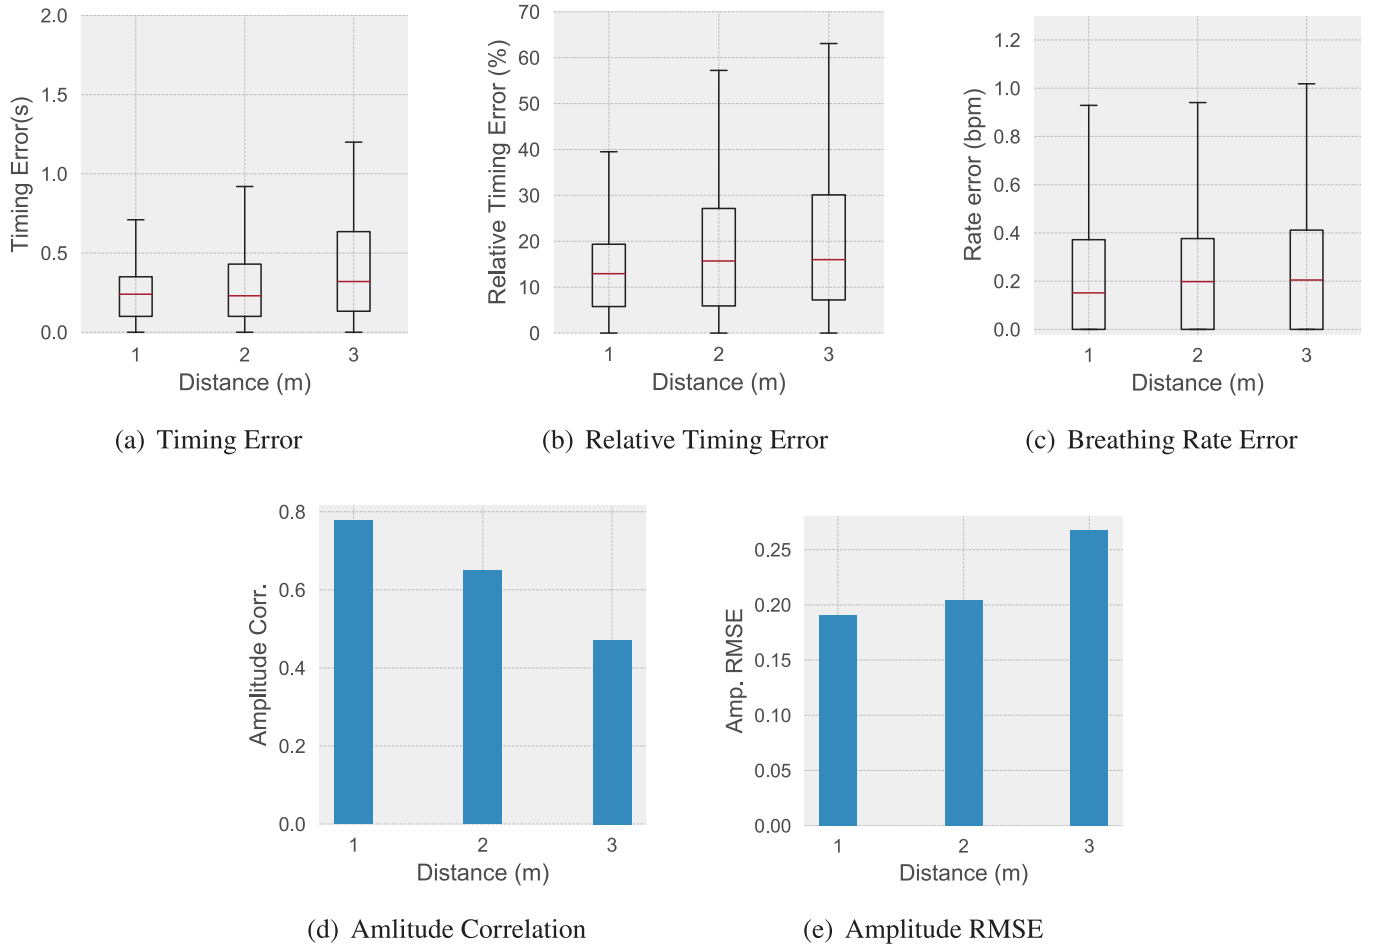 2.0
1.5
1.0
0.5
0.0
Timing Error(s)
1 2 3
Distance (m)
(a) Timing Error
70
60
50
40
30
20
10
0
Relative Timing Error (%)
1 2 3
Distance (m)
(b) Relative Timing Error
1.2
1.0
0.8
0.6
0.4
0.2
0.0
Rate error (bpm)
1 2 3
Distance (m)
(c) Breathing Rate Error
0.8
0.6
0.4
0.2
0.0
Amplitude Corr.
1 2 3
Distance (m)
(d) Amlitude Correlation
0.25
0.20
0.15
0.10
0.05
0.00
Amp. RMSE
1 2 3
Distance (m)
(e) Amplitude RMSE